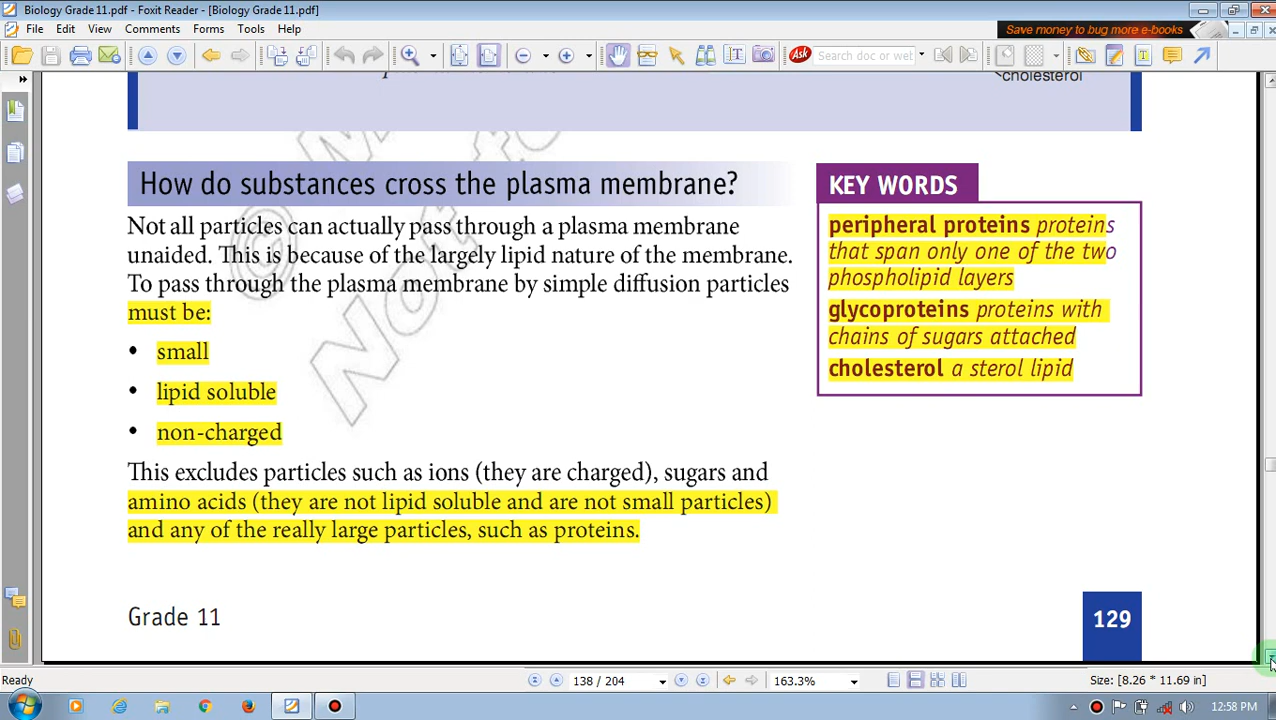 Biology Grade 11.pdf - Foxit Reader - [Biology Grade 11.pdf]
File Edit View Comments Forms Tools Help
Save money to bug more e-books
Ask Search doc or wet
cholesterol
How do substances cross the plasma membrane?
Not all particles can actually pass through a plasma membrane
unaided. This is because of the largely lipid nature of the membrane.
To pass through the plasma membrane by simple diffusion particles
must be:
• small
• lipid soluble
• non-charged
This excludes particles such as ions (they are charged), sugars and
amino acids (they are not lipid soluble and are not small particles)
and any of the really large particles, such as proteins.
KEY WORDS
peripheral proteins proteins
that span only one of the two
phospholipid layers
glycoproteins proteins with
chains of sugars attached
cholesterol a sterol lipid
Grade 11
129
Ready
138 / 204
163.3%
Size: [8.26 * 11.69 in]
12:58 PM